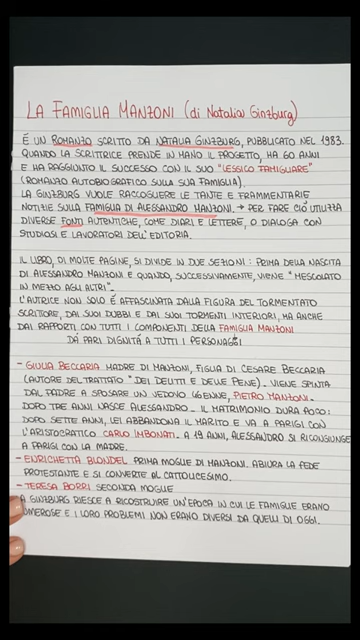 LA FAMIGLIA MANZONI (di Natalia Ginzburg)
È UN ROMANZO SCRITTO DA NATALIA GINZBURG, PUBBLICATO NEL 1983.
QUANDO LA SCRITTRICE PRENDE IN MANO IL PROGETTO, HA 60 ANNI
E HA RAGGIUNTO IL SUCCESSO CON IL SUO "LESSICO FAMIGLIARE"
(ROMANZO AUTOBIOGRAFICO SULLA SUA FAMIGLIA).
LA GINZBURG VUOLE RACCOGLIERE LE TANTE E FRAMMENTARIE
NOTIZIE SULLA FAMIGLIA DI ALESSANDRO MANZONI. → PER FARE CIÒ UTILIZZA
DIVERSE FONTI AUTENTICHE, COME DIARI E LETTERE, O DIALOGA CON
STUDIOSI E LAVORATORI DELL'EDITORIA.
IL LIBRO, DI MOLTE PAGINE, SI DIVIDE IN DUE SEZIONI: PRIMA DELLA NASCITA
DI ALESSANDRO MANZONI E QUANDO, SUCCESSIVAMENTE, VIENE "MESCOLATO
IN MEZZO AGLI ALTRI".
L'AUTRICE NON SOLO È AFFASCINATA DALLA FIGURA DEL TORMENTATO
SCRITTORE, DAI SUOI DUBBI E DAI SUOI TORMENTI INTERIORI, MA ANCHE
DAI RAPPORTI CON TUTTI I COMPONENTI DELLA FAMIGLIA MANZONI
DÀ PARI DIGNITÀ A TUTTI I PERSONAGGI
- GIULIA BECCARIA MADRE DI MANZONI, FIGLIA DI CESARE BECCARIA
(AUTORE DEL TRATTATO "DEI DELITTI E DELLE PENE). VIENE SPINTA
DAL PADRE A SPOSARE UN VEDOVO 46ENNE, PIETRO MANZONI.
DOPO TRE ANNI NASCE ALESSANDRO. IL MATRIMONIO DURA POCO:
DOPO SETTE ANNI, LEI ABBANDONA IL MARITO E VA A PARIGI CON
L'ARISTOCRATICO CARLO IMBONATI. A 19 ANNI, ALESSANDRO SI RICONGIUNGE
A PARIGI CON LA MADRE.
- ENRICHETTA BLONDEL PRIMA MOGLIE DI MANZONI. ABIURA LA FEDE
PROTESTANTE E SI CONVERTE AL CATTOLICESIMO.
- TERESA BORRI SECONDA MOGLIE
A GINZBURG RIESCE A RICOSTRUIRE UN'EPOCA IN CUI LE FAMIGLIE ERANO
UMEROSE E I LORO PROBLEMI NON ERANO DIVERSI DA QUELLI DI OGGI.